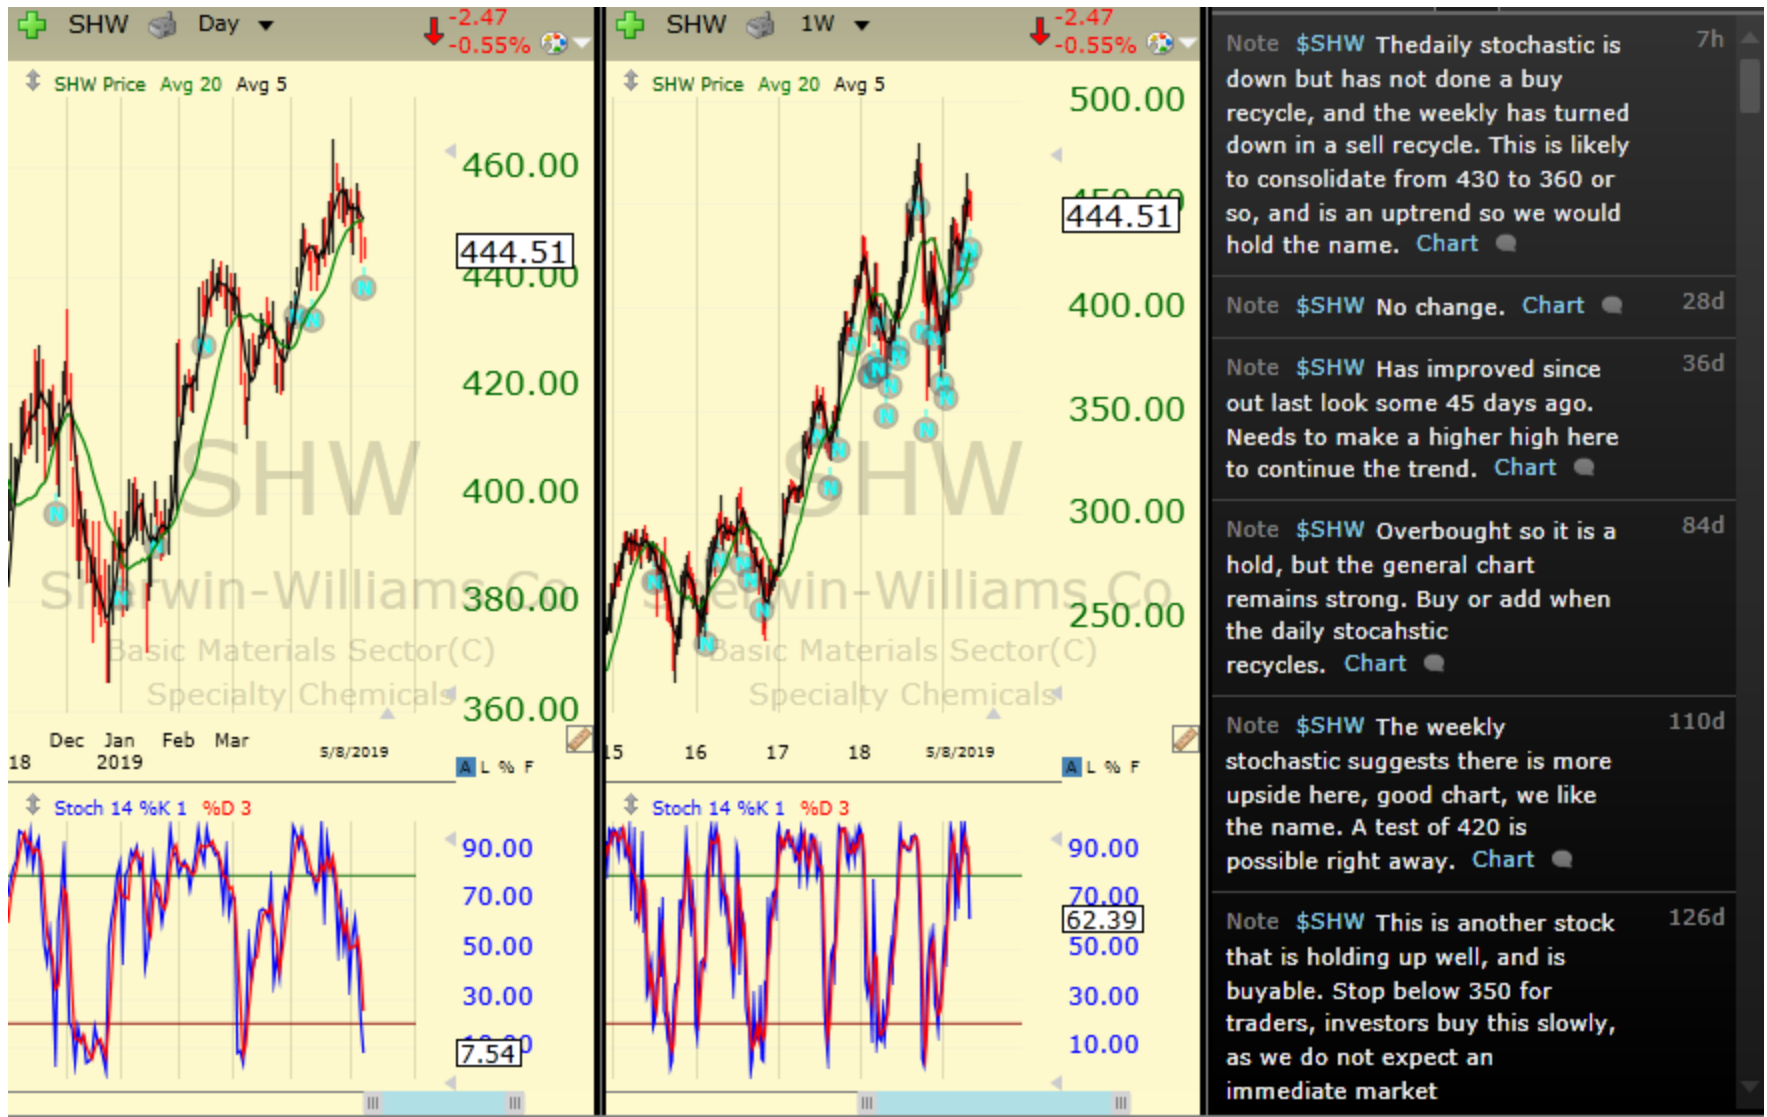 SHW Day -2.47
-0.55%
SHW Price Avg 20 Avg 5
460.00
444.51
440.00
420.00
400.00
380.00
360.00
SHW
Sherwin-Williams Co
Basic Materials Sector(C)
Specialty Chemicals
N
N
N
N
N
N
N
Dec Jan Feb Mar
18 2019 5/8/2019
A L % F
Stoch 14 %K 1 %D 3
90.00
70.00
50.00
30.00
10.00
7.54
SHW 1W -2.47
-0.55%
SHW Price Avg 20 Avg 5
500.00
450.00
444.51
400.00
350.00
300.00
250.00
SHW
Sherwin-Williams Co
Basic Materials Sector(C)
Specialty Chemicals
15 16 17 18 5/8/2019
A L % F
Stoch 14 %K 1 %D 3
90.00
70.00
62.39
50.00
30.00
10.00
Note $SHW Thedaily stochastic is 7h
down but has not done a buy
recycle, and the weekly has turned
down in a sell recycle. This is likely
to consolidate from 430 to 360 or
so, and is an uptrend so we would
hold the name. Chart
Note $SHW No change. Chart 28d
Note $SHW Has improved since 36d
out last look some 45 days ago.
Needs to make a higher high here
to continue the trend. Chart
Note $SHW Overbought so it is a 84d
hold, but the general chart
remains strong. Buy or add when
the daily stocahstic
recycles. Chart
Note $SHW The weekly 110d
stochastic suggests there is more
upside here, good chart, we like
the name. A test of 420 is
possible right away. Chart
Note $SHW This is another stock 126d
that is holding up well, and is
buyable. Stop below 350 for
traders, investors buy this slowly,
as we do not expect an
immediate market